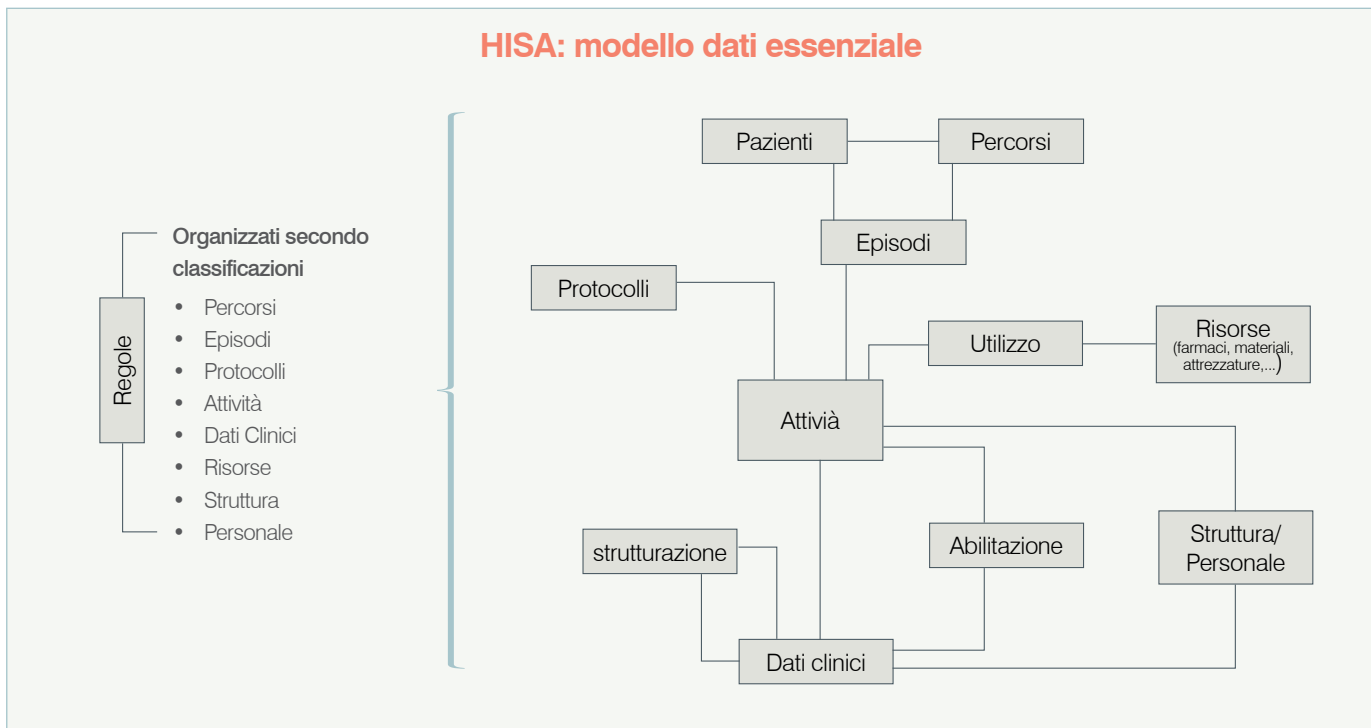 HISA: modello dati essenziale
Regole
Organizzati secondo
classificazioni
• Percorsi
• Episodi
• Protocolli
• Attività
• Dati Clinici
• Risorse
• Struttura
• Personale
Pazienti
Percorsi
Episodi
Protocolli
Utilizzo
Risorse
(farmaci, materiali,
attrezzature,...)
Attivià
strutturazione
Abilitazione
Struttura/
Personale
Dati clinici